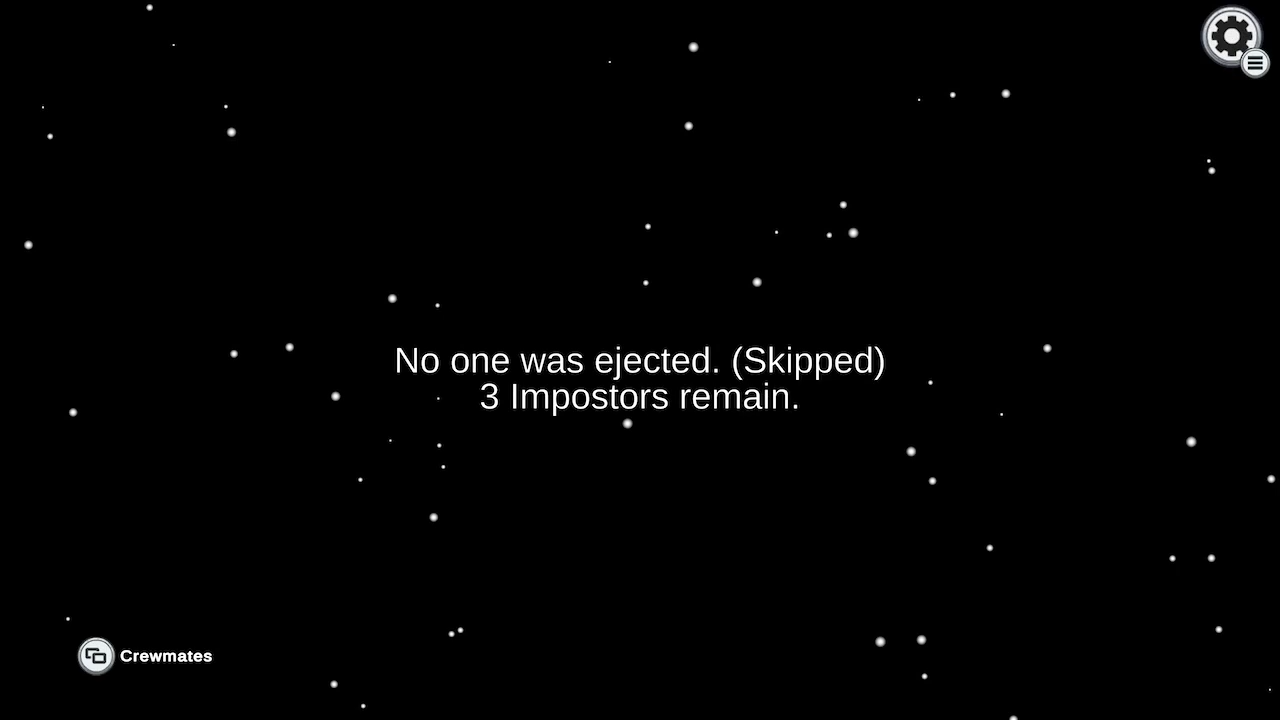 No one was ejected. (Skipped)
3 Impostors remain.
Crewmates